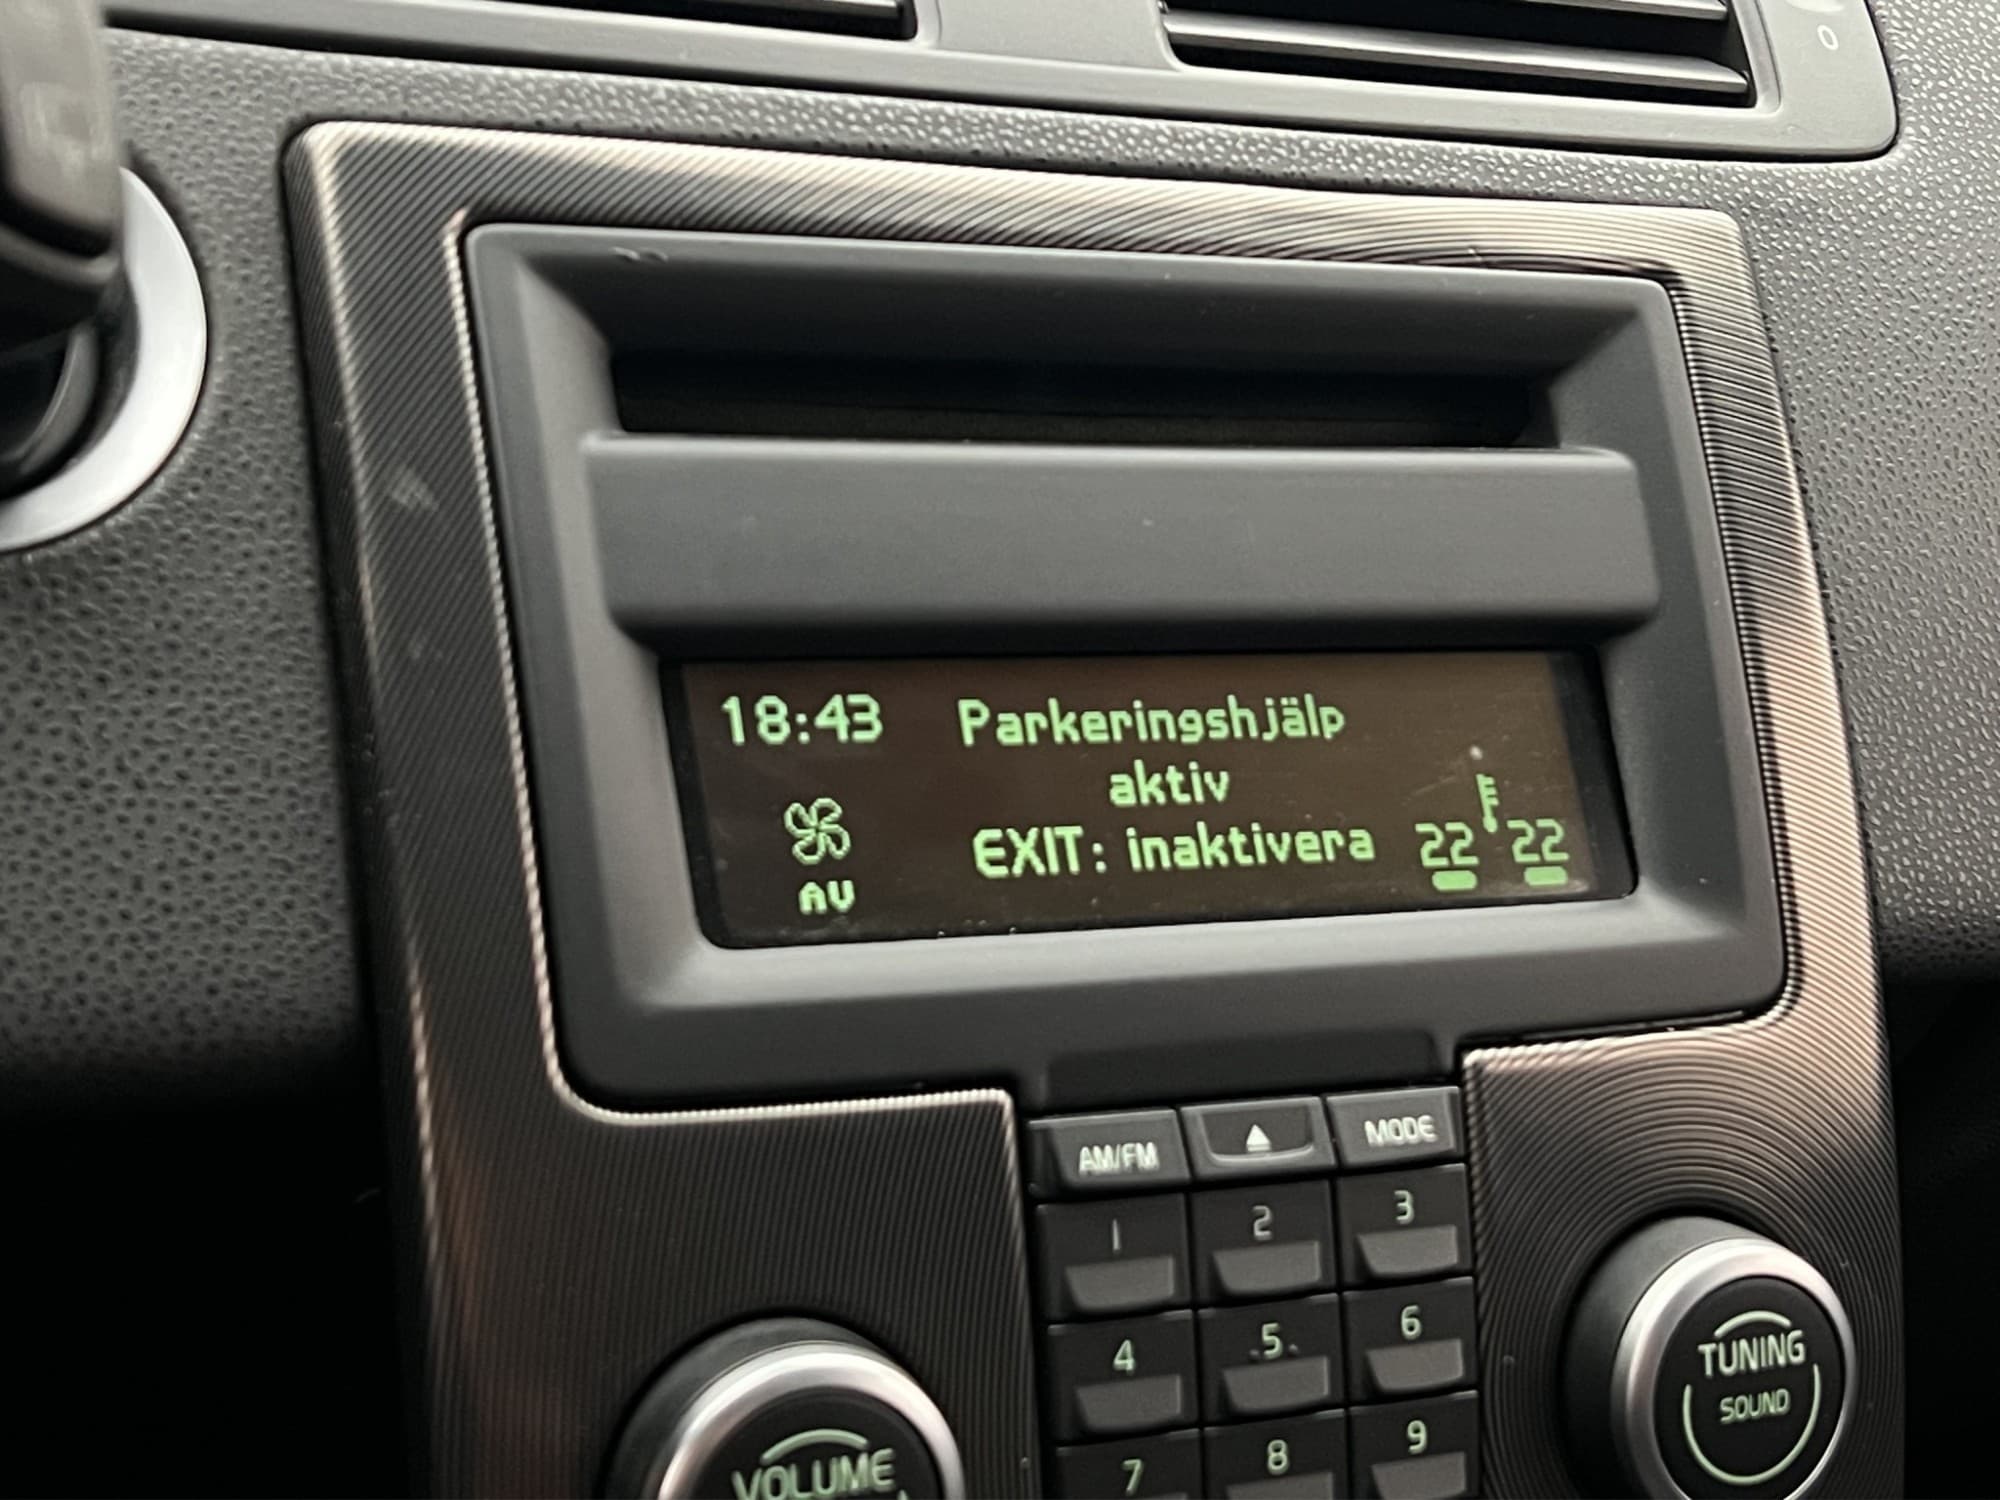 O
18:43 Parkeringshjälp
aktiv
EXIT: inaktivera
22 22
AV
AM/FM MODE
1 2 3
4 .5. 6
7 8 9
TUNING
SOUND
VOLUME